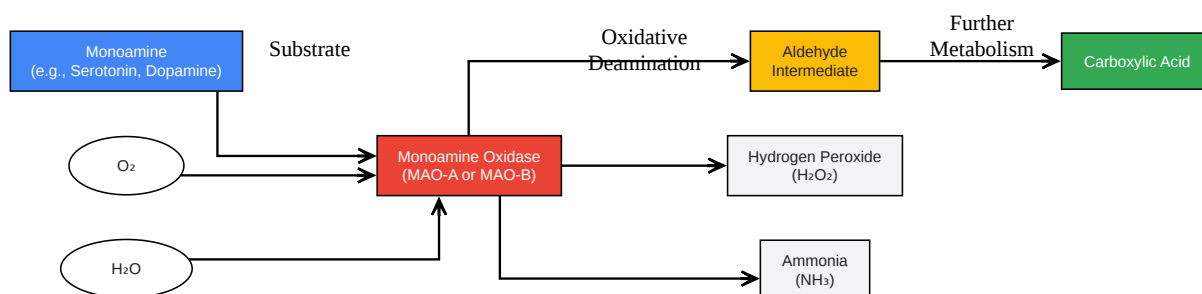 Monoamine
(e.g., Serotonin, Dopamine)
Substrate
Oxidative
Deamination
Aldehyde
Intermediate
Further
Metabolism
Carboxylic Acid
O₂
Monoamine Oxidase
(MAO-A or MAO-B)
Hydrogen Peroxide
(H₂O₂)
H₂O
Ammonia
(NH₃)